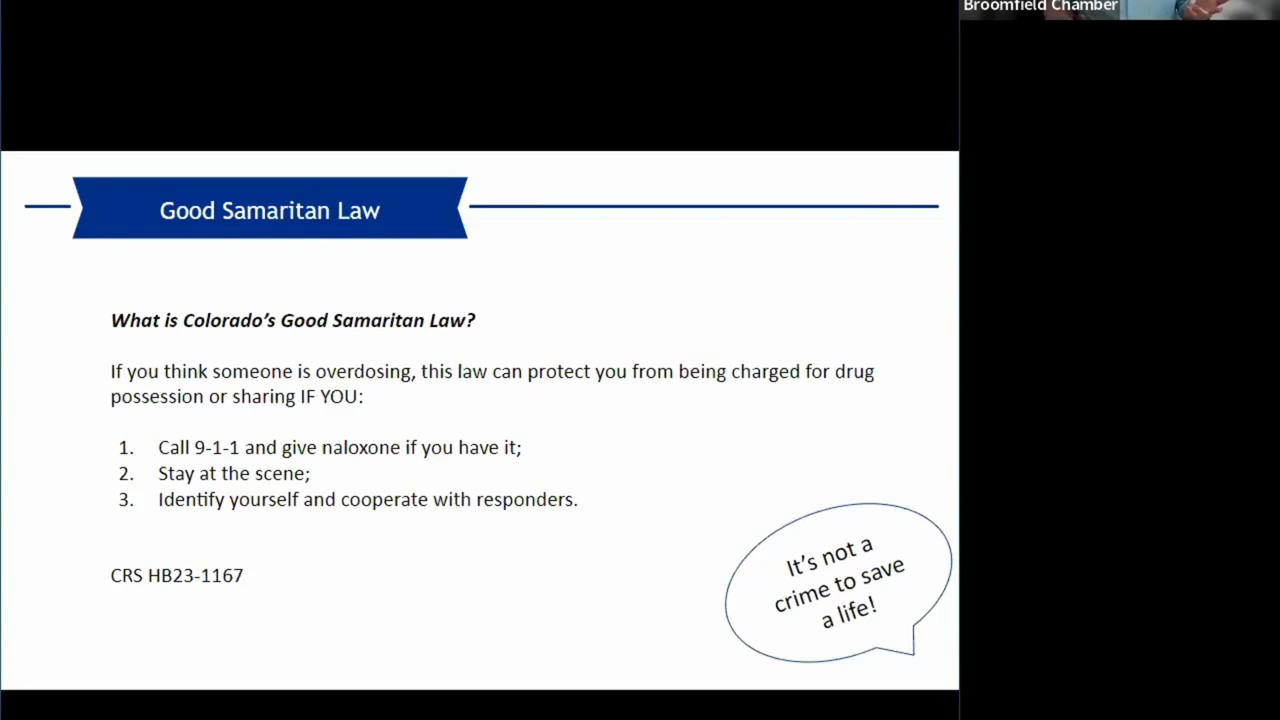 Broomfield Chamber
Good Samaritan Law
What is Colorado's Good Samaritan Law?
If you think someone is overdosing, this law can protect you from being charged for drug
possession or sharing IF YOU:
1. Call 9-1-1 and give naloxone if you have it;
2. Stay at the scene;
3. Identify yourself and cooperate with responders.
CRS HB23-1167
It's not a
crime to save
a life!